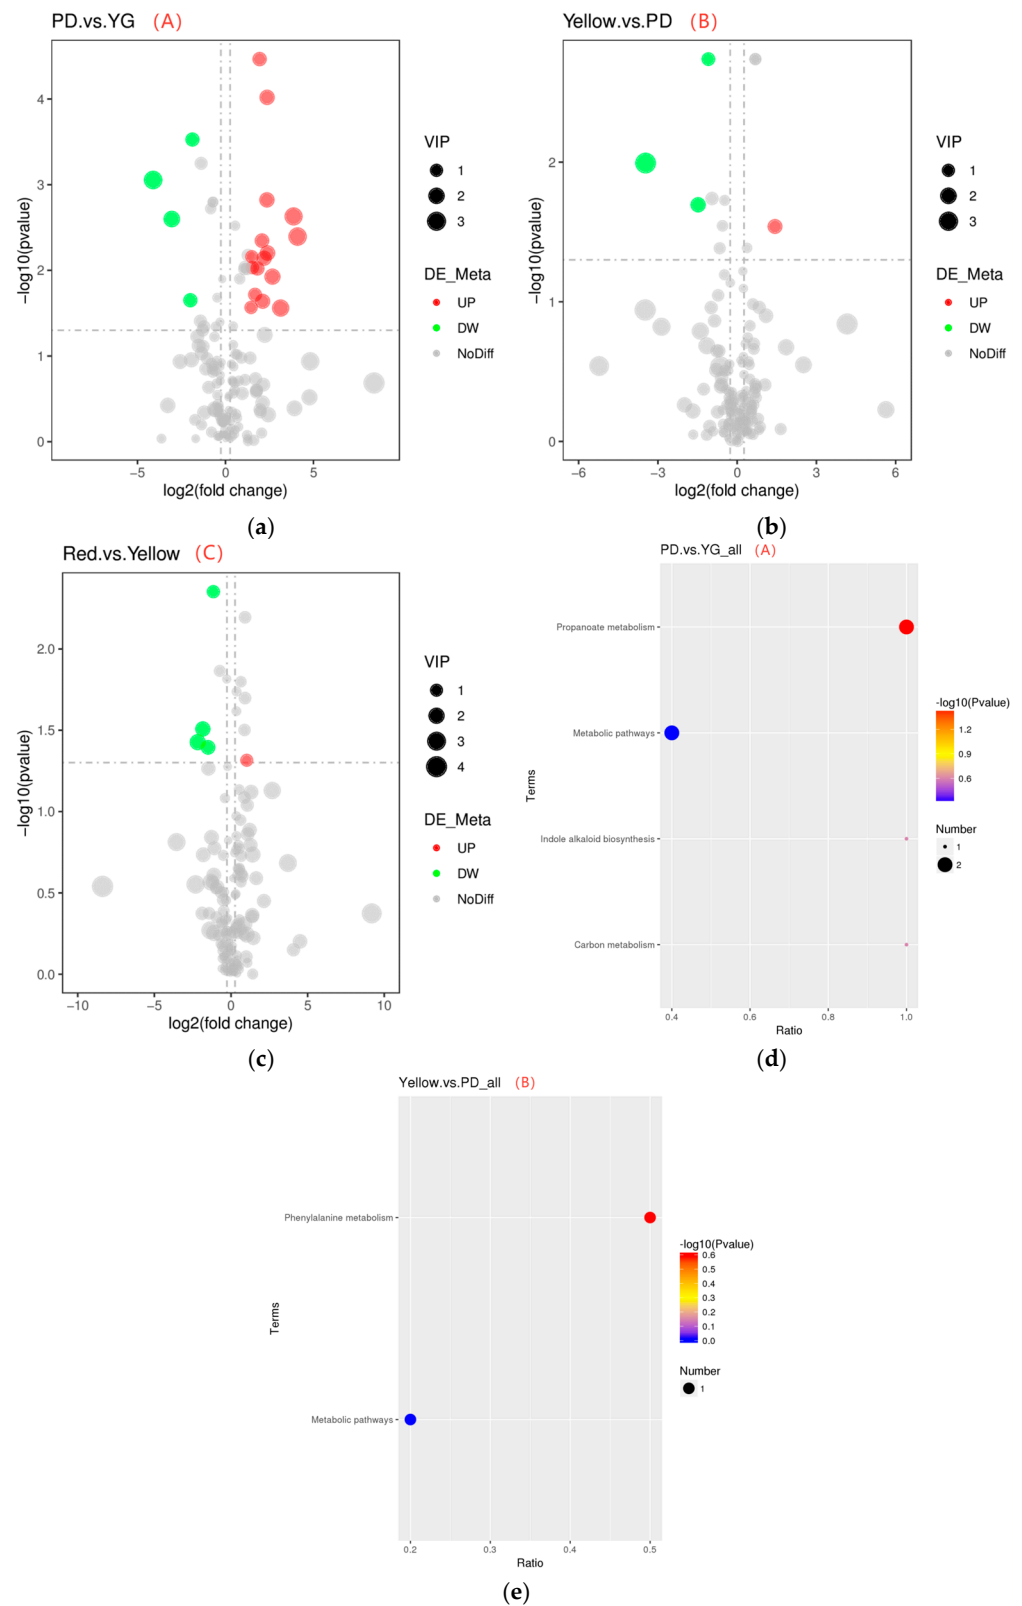 PD.vs.YG (A)
−log10(pvalue)
4
3
2
1
0
−5
0
5
log2(fold change)
VIP
1
2
3
DE_Meta
UP
DW
NoDiff
(a)
Yellow.vs.PD (B)
−log10(pvalue)
2
1
0
−6
−3
0
3
6
log2(fold change)
VIP
1
2
3
DE_Meta
UP
DW
NoDiff
(b)
Red.vs.Yellow (C)
−log10(pvalue)
2.0
1.5
1.0
0.5
0.0
−10
−5
0
5
10
log2(fold change)
VIP
1
2
3
4
DE_Meta
UP
DW
NoDiff
(c)
PD.vs.YG_all (A)
Terms
Propanoate metabolism
Metabolic pathways
Indole alkaloid biosynthesis
Carbon metabolism
0.4
0.6
0.8
1.0
Ratio
-log10(Pvalue)
1.2
0.9
0.6
Number
1
2
(d)
Yellow.vs.PD_all (B)
Terms
Phenylalanine metabolism
Metabolic pathways
0.2
0.3
0.4
0.5
Ratio
-log10(Pvalue)
0.6
0.5
0.4
0.3
0.2
0.1
0.0
Number
1
(e)